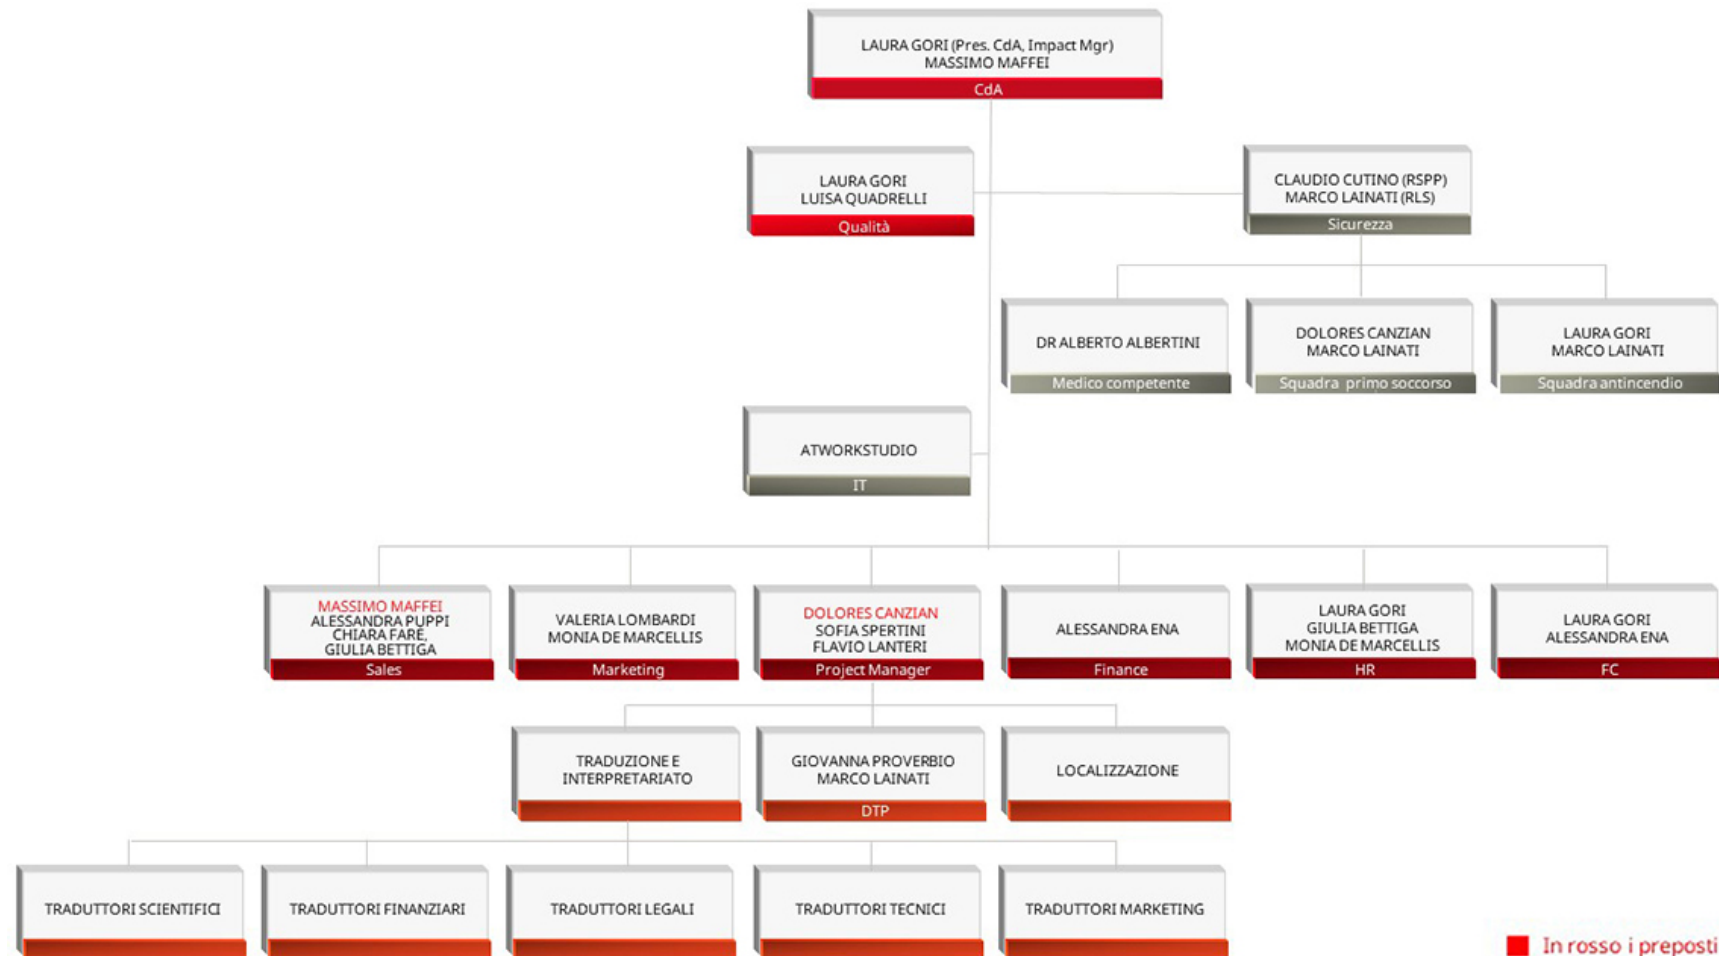 LAURA GORI (Pres. CdA, Impact Mgr)
MASSIMO MAFFEI
CdA
LAURA GORI
LUISA QUADRELLI
Qualità
CLAUDIO CUTINO (RSPP)
MARCO LAINATI (RLS)
Sicurezza
DR ALBERTO ALBERTINI
Medico competente
DOLORES CANZIAN
MARCO LAINATI
Squadra primo soccorso
LAURA GORI
MARCO LAINATI
Squadra antincendio
ATWORKSTUDIO
IT
MASSIMO MAFFEI
ALESSANDRA PUPPI
CHIARA FARÈ,
GIULIA BETTIGA
Sales
VALERIA LOMBARDI
MONIA DE MARCELLIS
Marketing
DOLORES CANZIAN
SOFIA SPERTINI
FLAVIO LANTERI
Project Manager
ALESSANDRA ENA
Finance
LAURA GORI
GIULIA BETTIGA
MONIA DE MARCELLIS
HR
LAURA GORI
ALESSANDRA ENA
FC
TRADUZIONE E
INTERPRETARIATO
GIOVANNA PROVERBIO
MARCO LAINATI
DTP
LOCALIZZAZIONE
TRADUTTORI SCIENTIFICI
TRADUTTORI FINANZIARI
TRADUTTORI LEGALI
TRADUTTORI TECNICI
TRADUTTORI MARKETING
In rosso i preposti